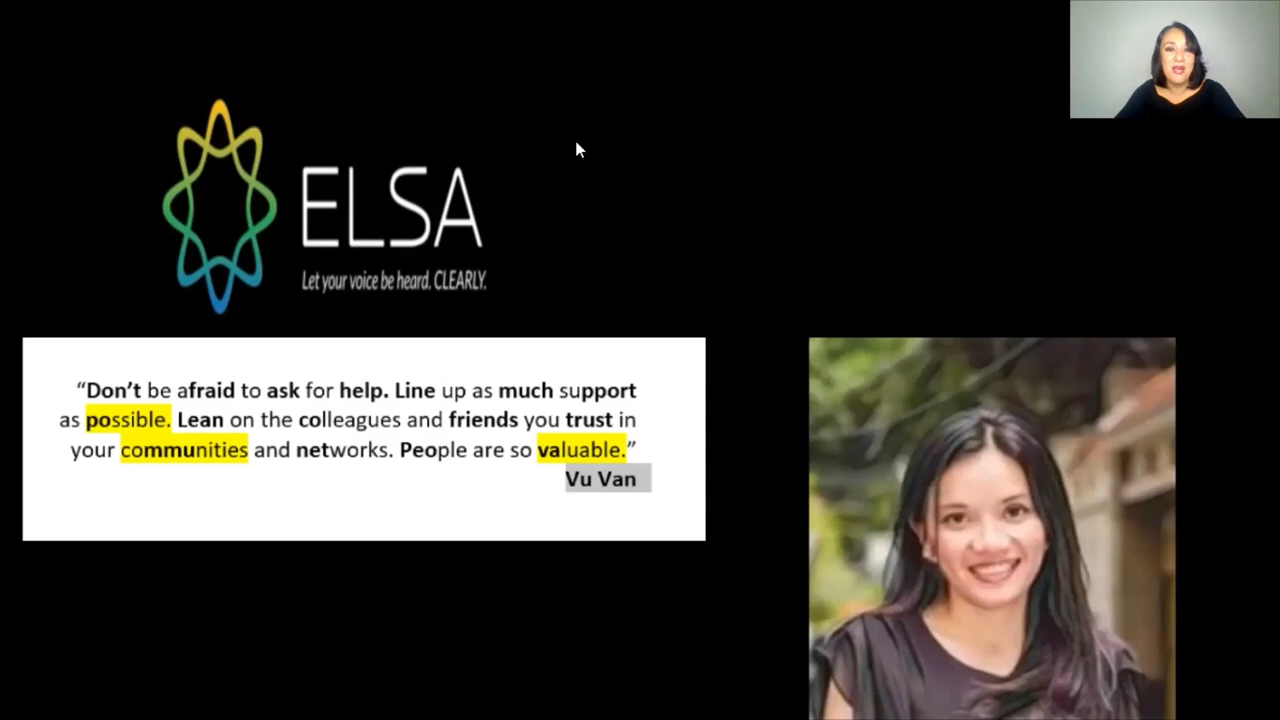 ELSA
Let your voice be heard. CLEARLY.
“Don’t be afraid to ask for help. Line up as much support
as possible. Lean on the colleagues and friends you trust in
your communities and networks. People are so valuable.”
Vu Van